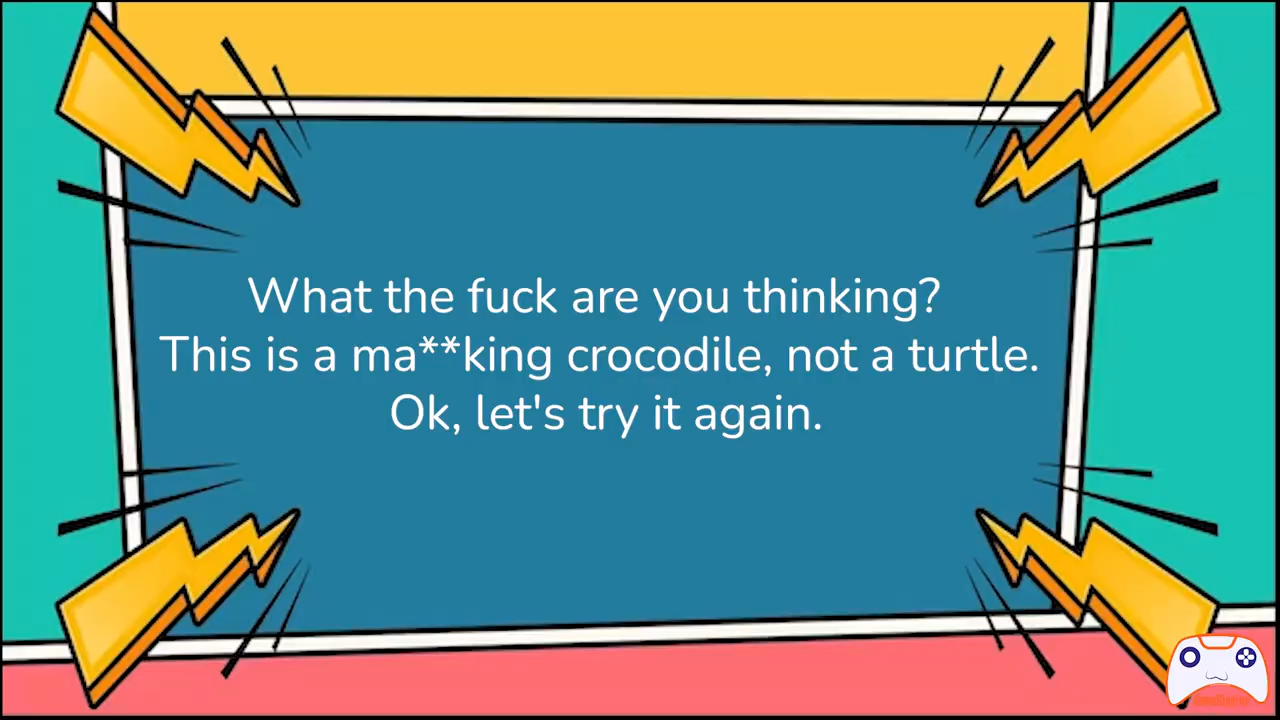 What the fuck are you thinking?
This is a ma**king crocodile, not a turtle.
Ok, let's try it again.